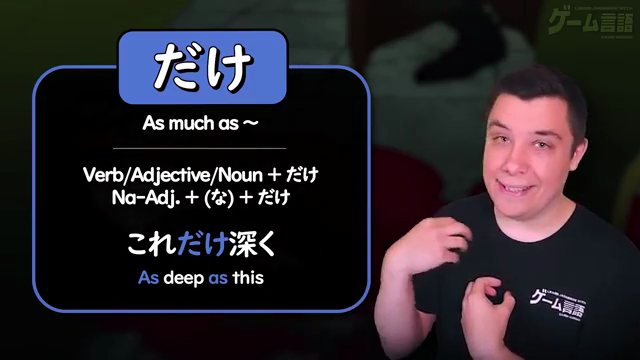 だけ
As much as ～
Verb/Adjective/Noun + だけ
Na-Adj. + (な) + だけ
これだけ深く
As deep as this
ゲーム言語
ゲーム言語